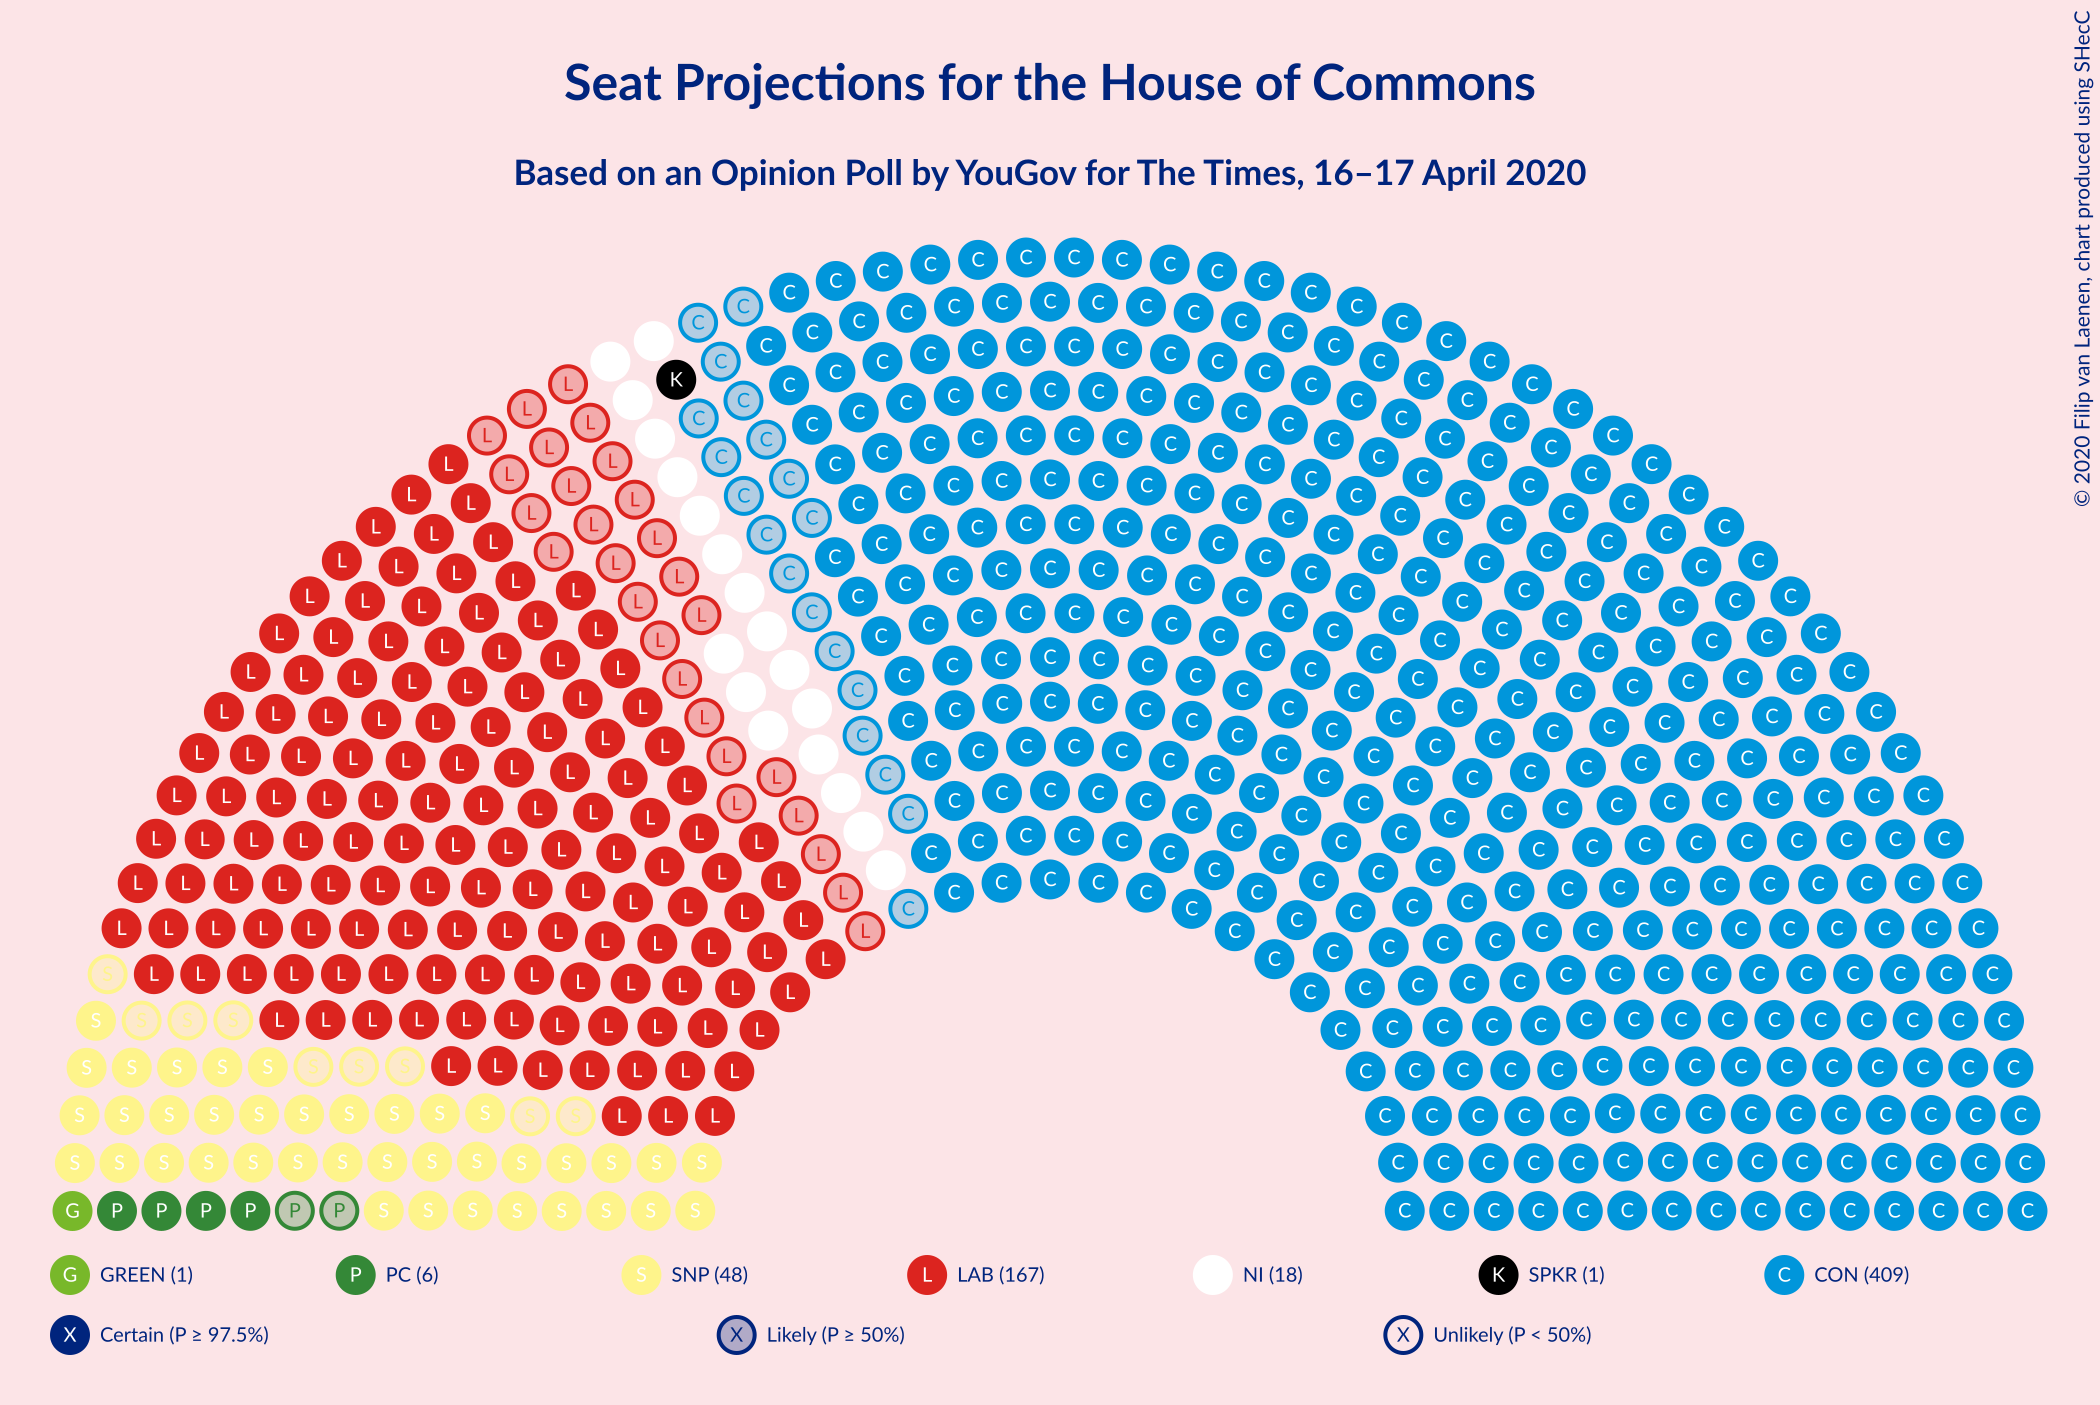 Seat Projections for the House of Commons
Based on an Opinion Poll by YouGov for The Times, 16–17 April 2020
© 2020 Filip van Laenen, chart produced using SHecC
G GREEN (1)
P PC (6)
S SNP (48)
L LAB (167)
NI (18)
K SPKR (1)
C CON (409)
X Certain (P ≥ 97.5%)
X Likely (P ≥ 50%)
X Unlikely (P < 50%)